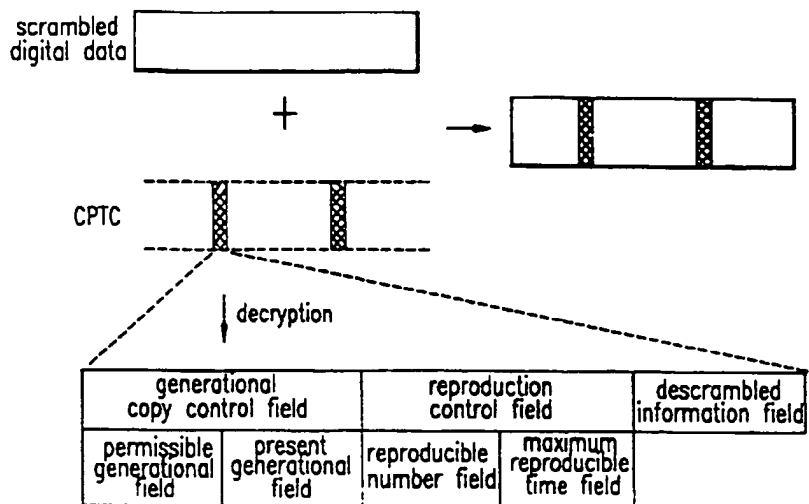 scrambled
digital data
+
CPTC
decryption
generational
copy control field
reproduction
control field
descrambled
information field
permissible
generational
field
present
generational
field
reproducible
number field
maximum
reproducible
time field